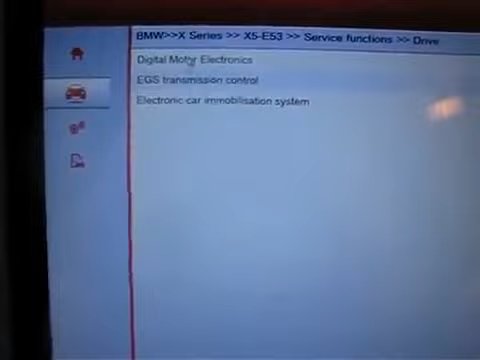 BMW>>X Series >> X5-E53 >> Service functions >> Drive
Digital Motor Electronics
EGS transmission control
Electronic car immobilisation system